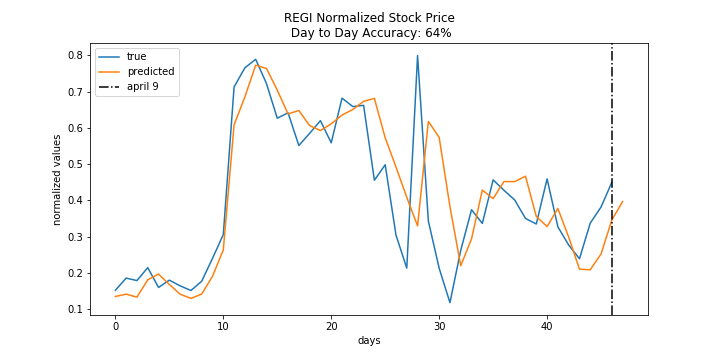 REGI Normalized Stock Price
Day to Day Accuracy: 64%
true
predicted
april 9
normalized values
0.8
0.7
0.6
0.5
0.4
0.3
0.2
0.1
0 10 20 30 40
days